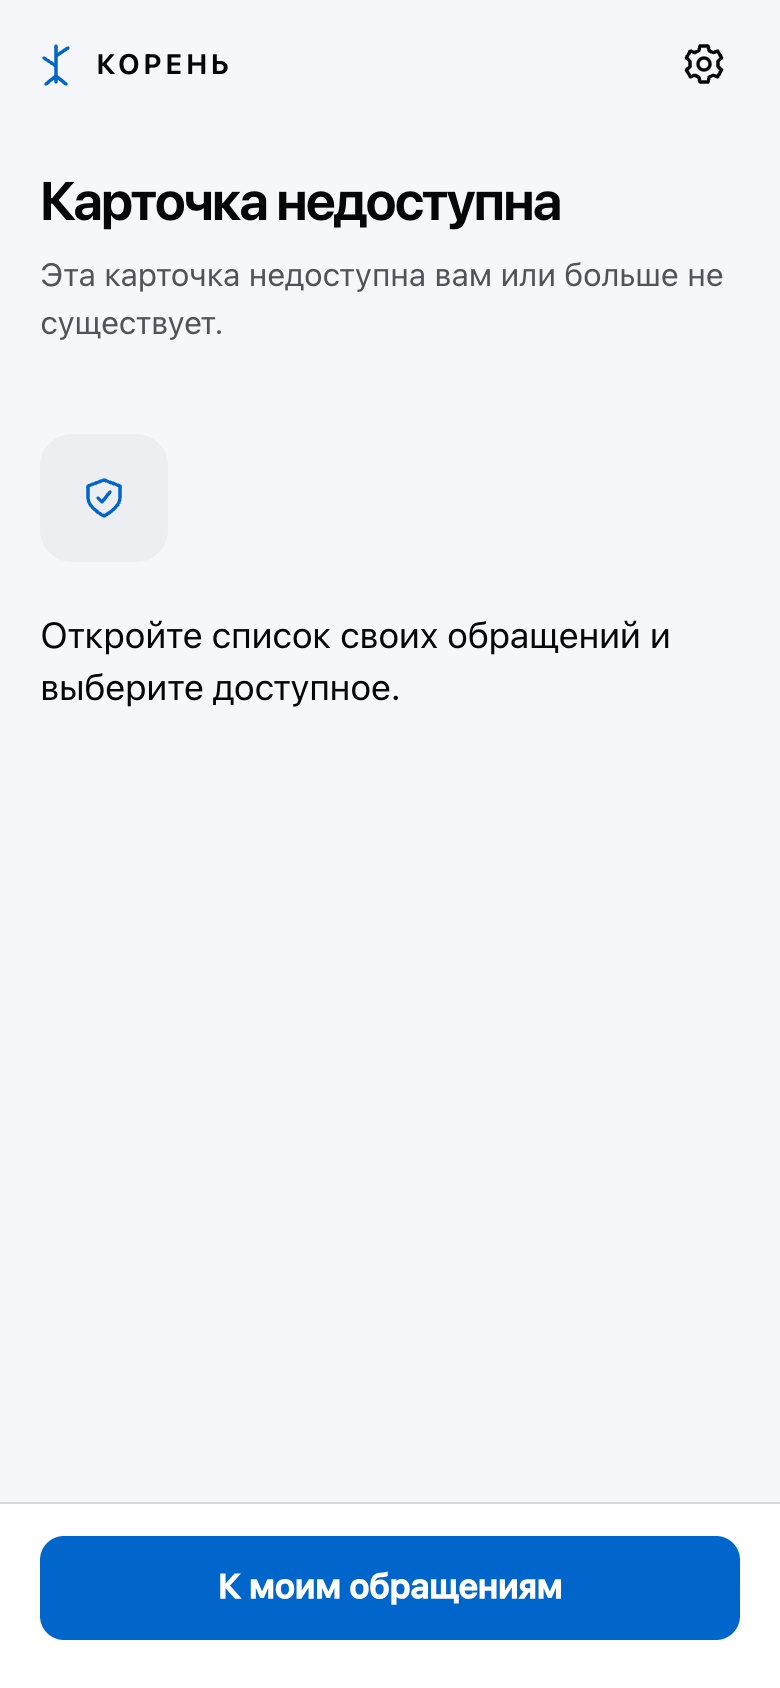 КОРЕНЬ
Карточка недоступна
Эта карточка недоступна вам или больше не
существует.
Откройте список своих обращений и
выберите доступное.
К моим обращениям